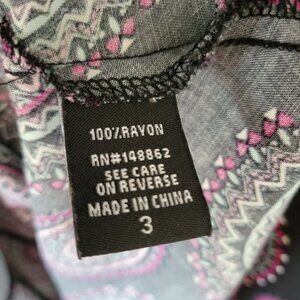 100%RAYON
RN#148862
SEE CARE
ON REVERSE
MADE IN CHINA
3